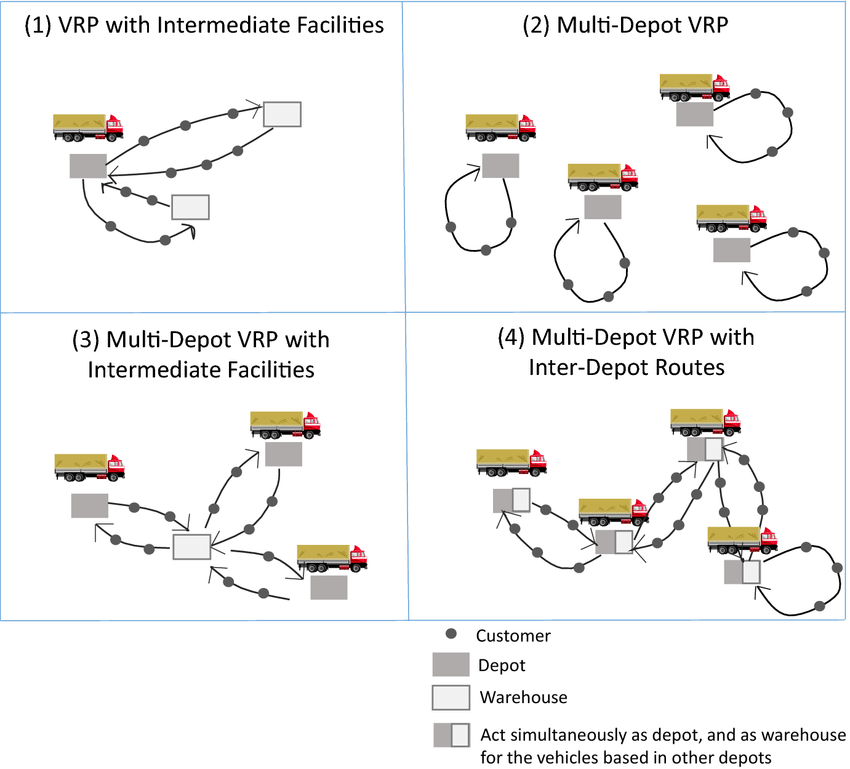 (1) VRP with Intermediate Facilities
(2) Multi-Depot VRP
(3) Multi-Depot VRP with
Intermediate Facilities
(4) Multi-Depot VRP with
Inter-Depot Routes
Customer
Depot
Warehouse
Act simultaneously as depot, and as warehouse
for the vehicles based in other depots